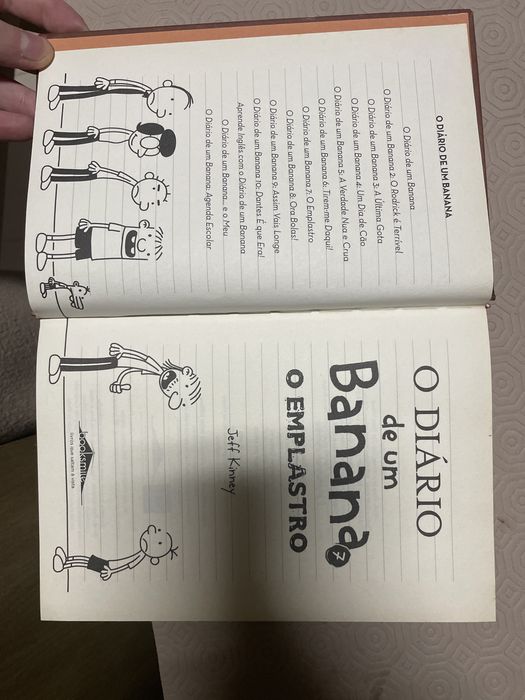 O DIÁRIO DE UM BANANA
O Diário de um Banana
O Diário de um Banana 2: O Rodrick é Terrível
O Diário de um Banana 3: A Última Gota
O Diário de um Banana 4: Um Dia de Cão
O Diário de um Banana 5: A Verdade Nua e Crua
O Diário de um Banana 6: Tirem-me Daqui!
O Diário de um Banana 7: O Emplastro
O Diário de um Banana 8: Ora Bolas!
O Diário de um Banana 9: Assim Vais Longe
O Diário de um Banana 10: Dantes É que Era!
Aprende Inglês com o Diário de um Banana
O Diário de um Banana... e o Meu
O Diário de um Banana: Agenda Escolar
O DIÁRIO
de um
Banana
7
O EMPLASTRO
Jeff Kinney
booksmile
livros que saltam à vista